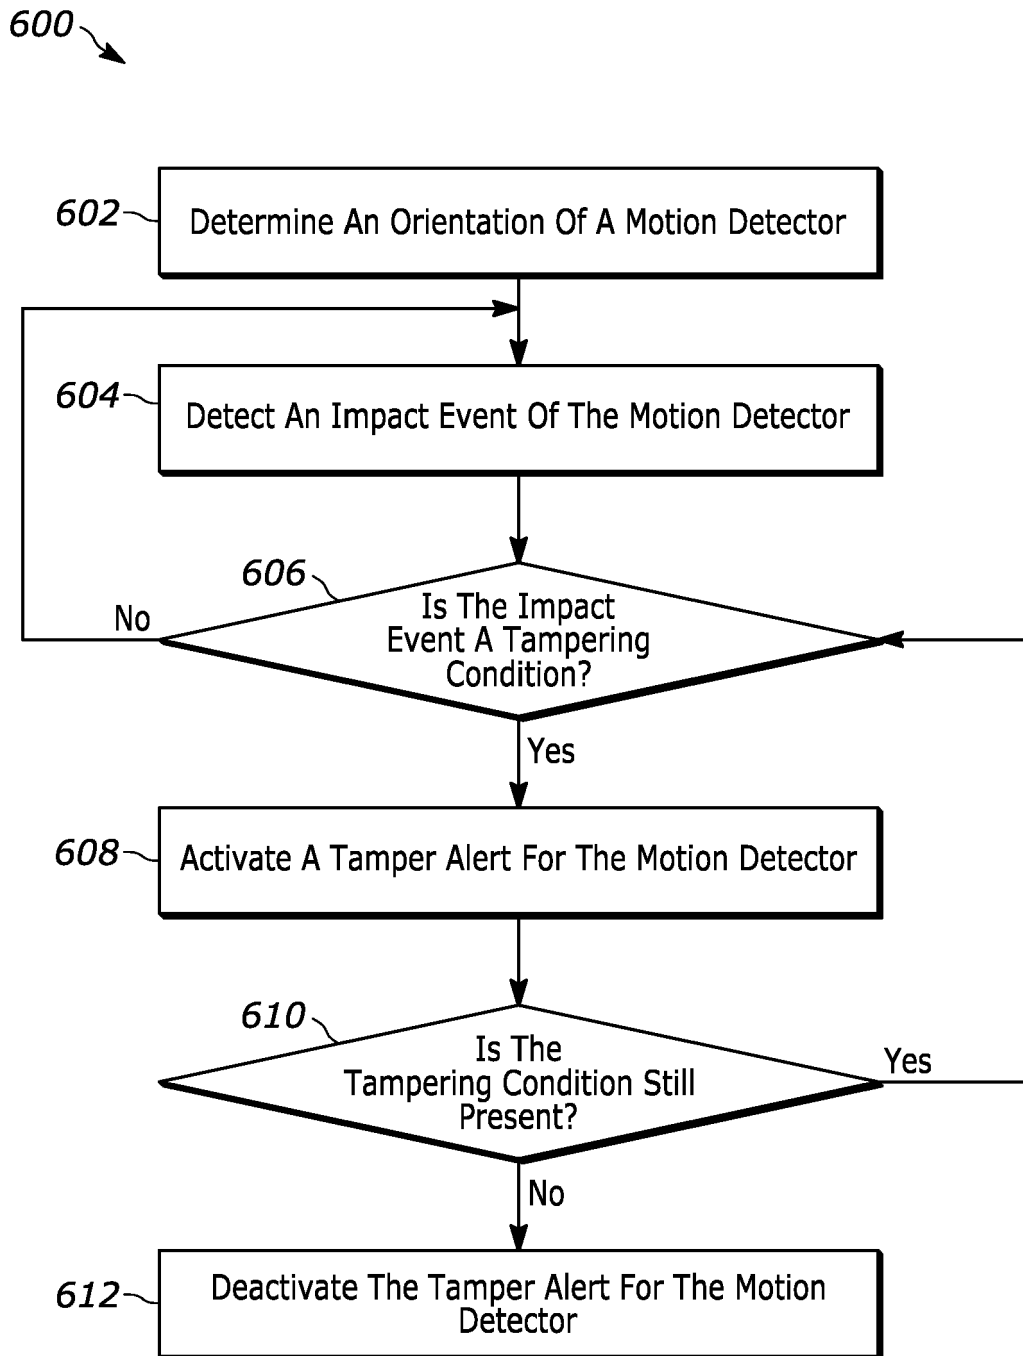 600
602
Determine An Orientation Of A Motion Detector
604
Detect An Impact Event Of The Motion Detector
606
Is The Impact
Event A Tampering
Condition?
No
Yes
608
Activate A Tamper Alert For The Motion Detector
610
Is The
Tampering Condition Still
Present?
Yes
No
612
Deactivate The Tamper Alert For The Motion
Detector